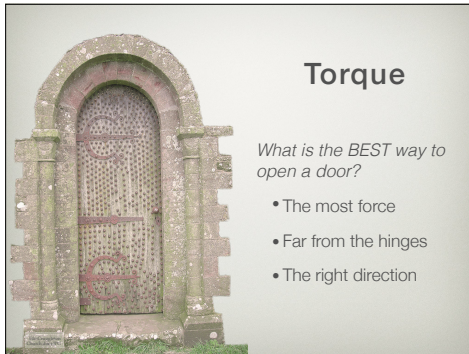 Torque
What is the BEST way to
open a door?
• The most force
• Far from the hinges
• The right direction